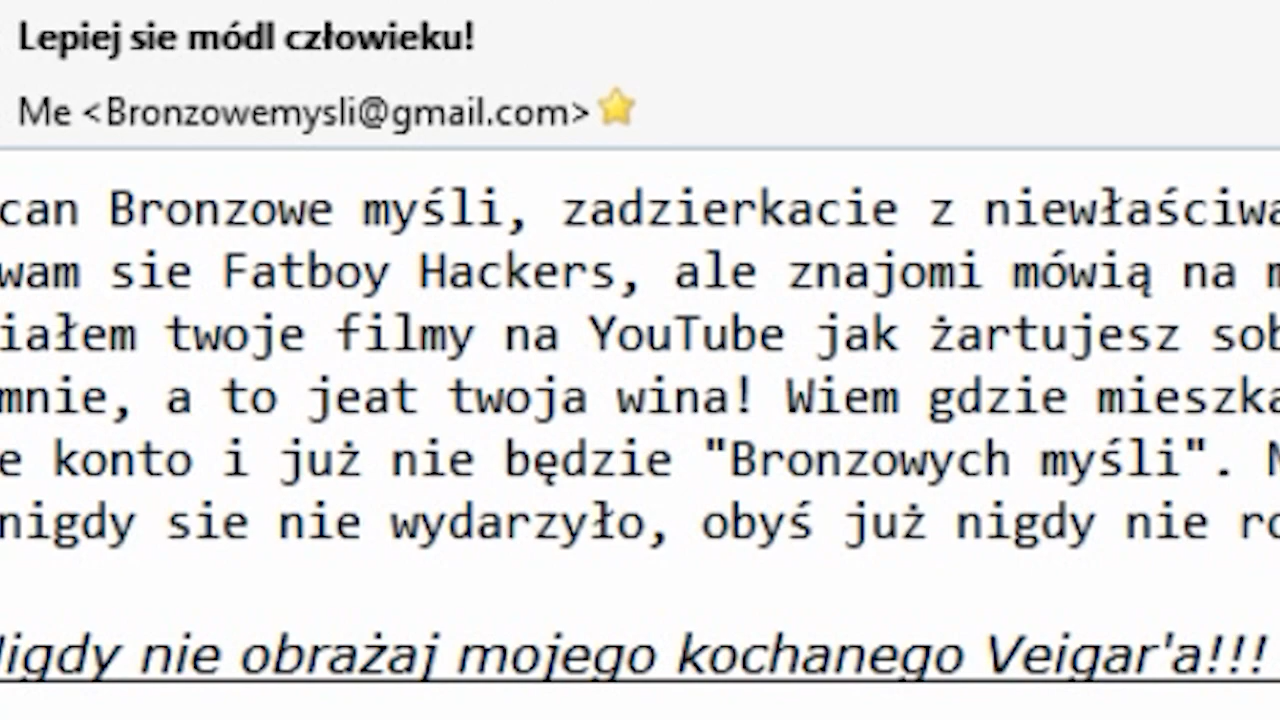 Lepiej sie módl człowieku!
Me <Bronzowemysli@gmail.com>
can Bronzowe myśli, zadzierkacie z niewłaściwa
wam sie Fatboy Hackers, ale znajomi mówią na m
iałem twoje filmy na YouTube jak żartujesz sob
mnie, a to jeat twoja wina! Wiem gdzie mieszka
e konto i już nie będzie "Bronzowych myśli". N
nigdy sie nie wydarzyło, obyś już nigdy nie ro
Nigdy nie obrażaj mojego kochanego Veigar'a!!!